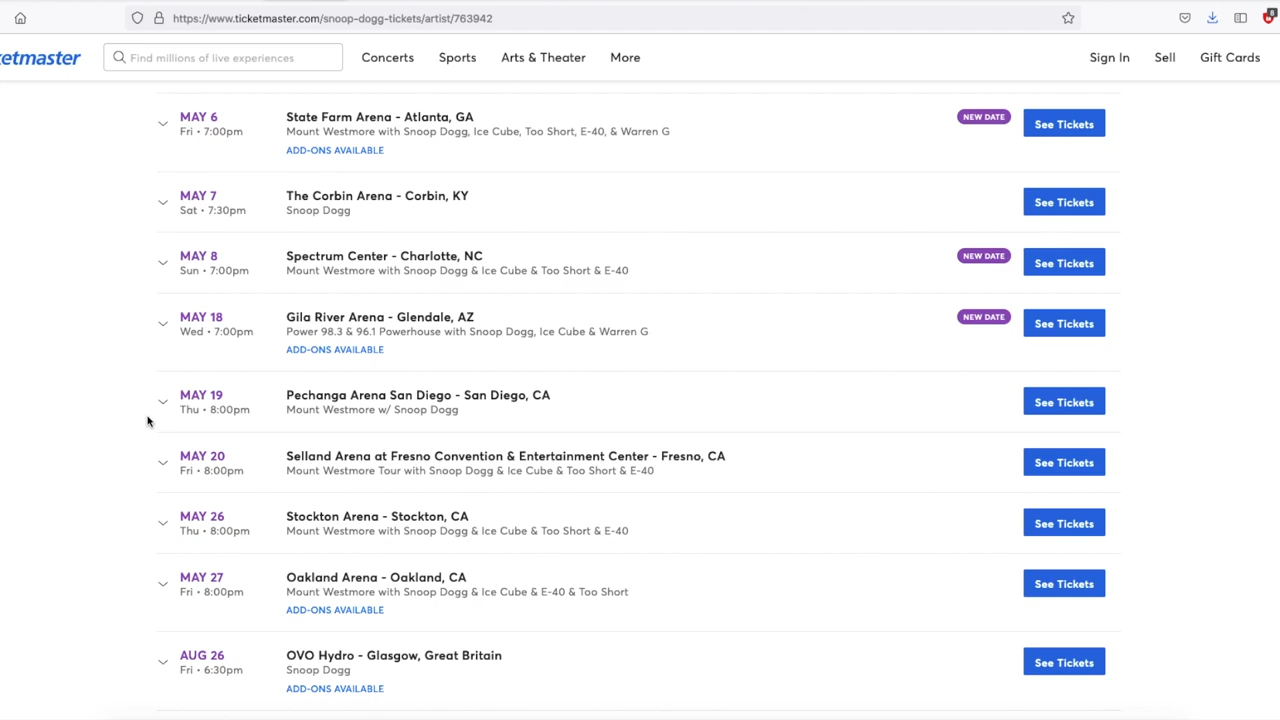 https://www.ticketmaster.com/snoop-dogg-tickets/artist/763942
8
ketmaster
Find millions of live experiences
Concerts
Sports
Arts & Theater
More
Sign In
Sell
Gift Cards
MAY 6
Fri • 7:00pm
State Farm Arena - Atlanta, GA
Mount Westmore with Snoop Dogg, Ice Cube, Too Short, E-40, & Warren G
ADD-ONS AVAILABLE
NEW DATE
See Tickets
MAY 7
Sat • 7:30pm
The Corbin Arena - Corbin, KY
Snoop Dogg
See Tickets
MAY 8
Sun • 7:00pm
Spectrum Center - Charlotte, NC
Mount Westmore with Snoop Dogg & Ice Cube & Too Short & E-40
NEW DATE
See Tickets
MAY 18
Wed • 7:00pm
Gila River Arena - Glendale, AZ
Power 98.3 & 96.1 Powerhouse with Snoop Dogg, Ice Cube & Warren G
ADD-ONS AVAILABLE
NEW DATE
See Tickets
MAY 19
Thu • 8:00pm
Pechanga Arena San Diego - San Diego, CA
Mount Westmore w/ Snoop Dogg
See Tickets
MAY 20
Fri • 8:00pm
Selland Arena at Fresno Convention & Entertainment Center - Fresno, CA
Mount Westmore Tour with Snoop Dogg & Ice Cube & Too Short & E-40
See Tickets
MAY 26
Thu • 8:00pm
Stockton Arena - Stockton, CA
Mount Westmore with Snoop Dogg & Ice Cube & Too Short & E-40
See Tickets
MAY 27
Fri • 8:00pm
Oakland Arena - Oakland, CA
Mount Westmore with Snoop Dogg & Ice Cube & E-40 & Too Short
ADD-ONS AVAILABLE
See Tickets
AUG 26
Fri • 6:30pm
OVO Hydro - Glasgow, Great Britain
Snoop Dogg
ADD-ONS AVAILABLE
See Tickets